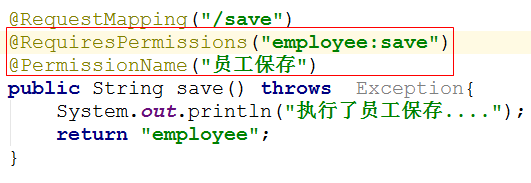 @RequestMapping("/save")
@RequiresPermissions("employee:save")
@PermissionName("员工保存")
public String save() throws  Exception{
    System.out.println("执行了员工保存....");
    return "employee";
}